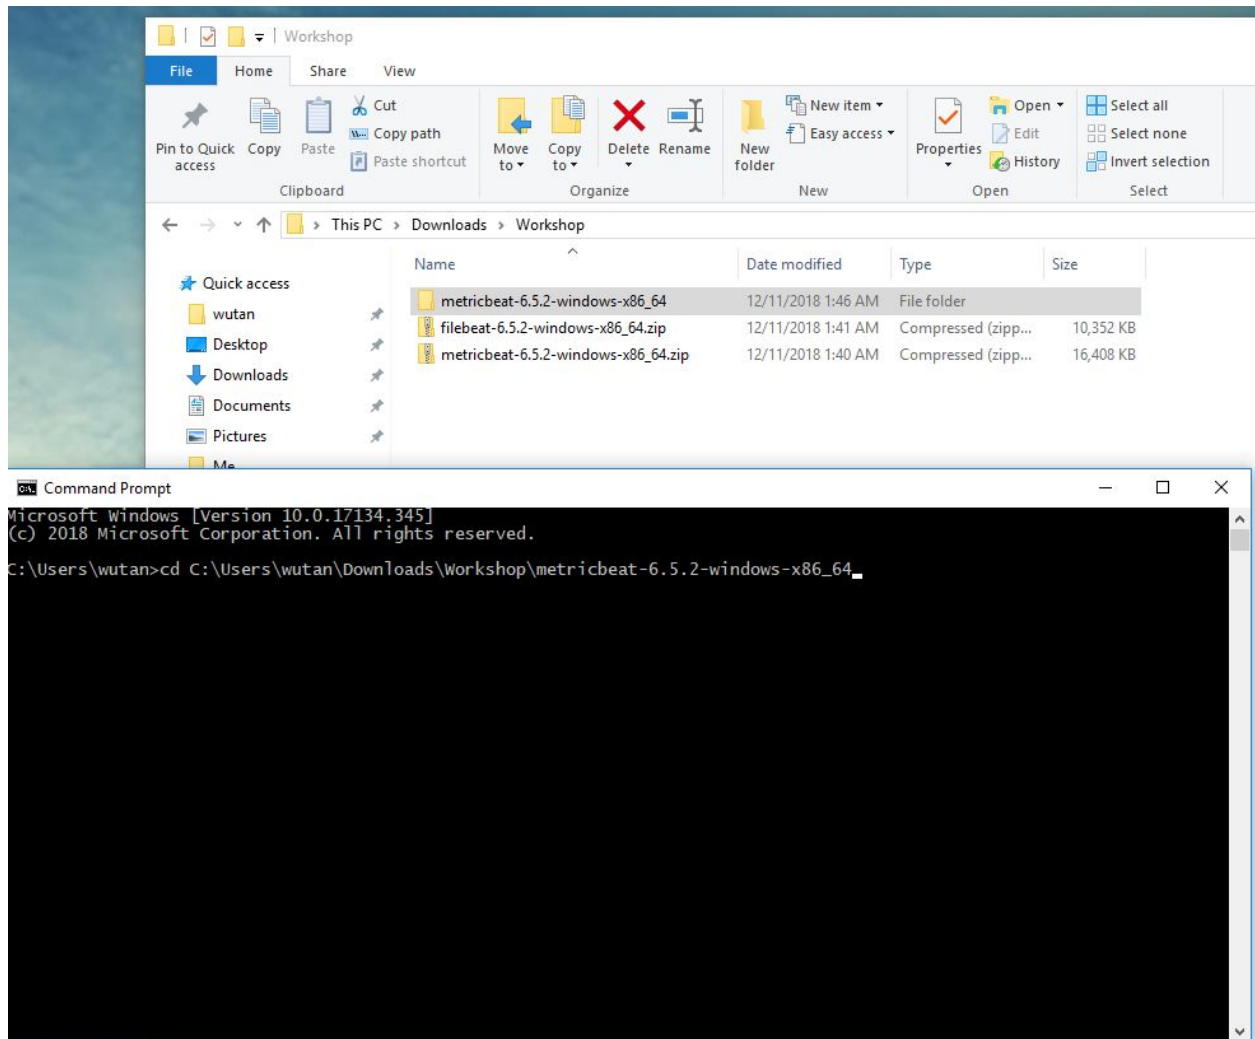 Workshop
File Home Share View
Pin to Quick access
Copy
Paste
Cut
Copy path
Paste shortcut
Move to
Copy to
Delete
Rename
New folder
New item
Easy access
Properties
Open
Edit
History
Select all
Select none
Invert selection
Clipboard Organize New Open Select
This PC > Downloads > Workshop
Name Date modified Type Size
Quick access
wutan
Desktop
Downloads
Documents
Pictures
Me
metricbeat-6.5.2-windows-x86_64 12/11/2018 1:46 AM File folder
filebeat-6.5.2-windows-x86_64.zip 12/11/2018 1:41 AM Compressed (zipp... 10,352 KB
metricbeat-6.5.2-windows-x86_64.zip 12/11/2018 1:40 AM Compressed (zipp... 16,408 KB
Command Prompt
Microsoft Windows [Version 10.0.17134.345]
(c) 2018 Microsoft Corporation. All rights reserved.
C:\Users\wutan>cd C:\Users\wutan\Downloads\Workshop\metricbeat-6.5.2-windows-x86_64